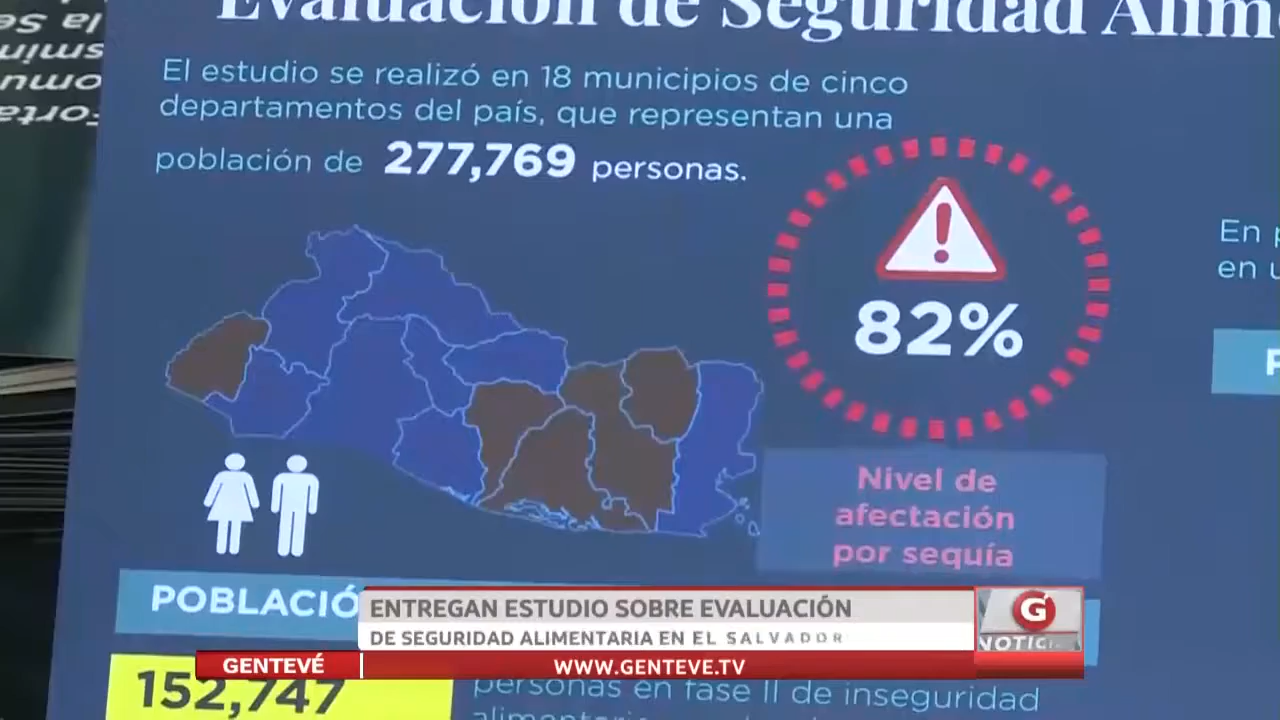 Evaluación de Seguridad Alim
El estudio se realizó en 18 municipios de cinco
departamentos del país, que representan una
población de 277,769 personas.
82%
Nivel de
afectación
por sequía
En
en
POBLACIÓ
152,747
personas en fase II de inseguridad
ENTREGAN ESTUDIO SOBRE EVALUACIÓN
DE SEGURIDAD ALIMENTARIA EN EL SALVADOR
G
NOTICI
GENTEVÉ
WWW.GENTEVE.TV